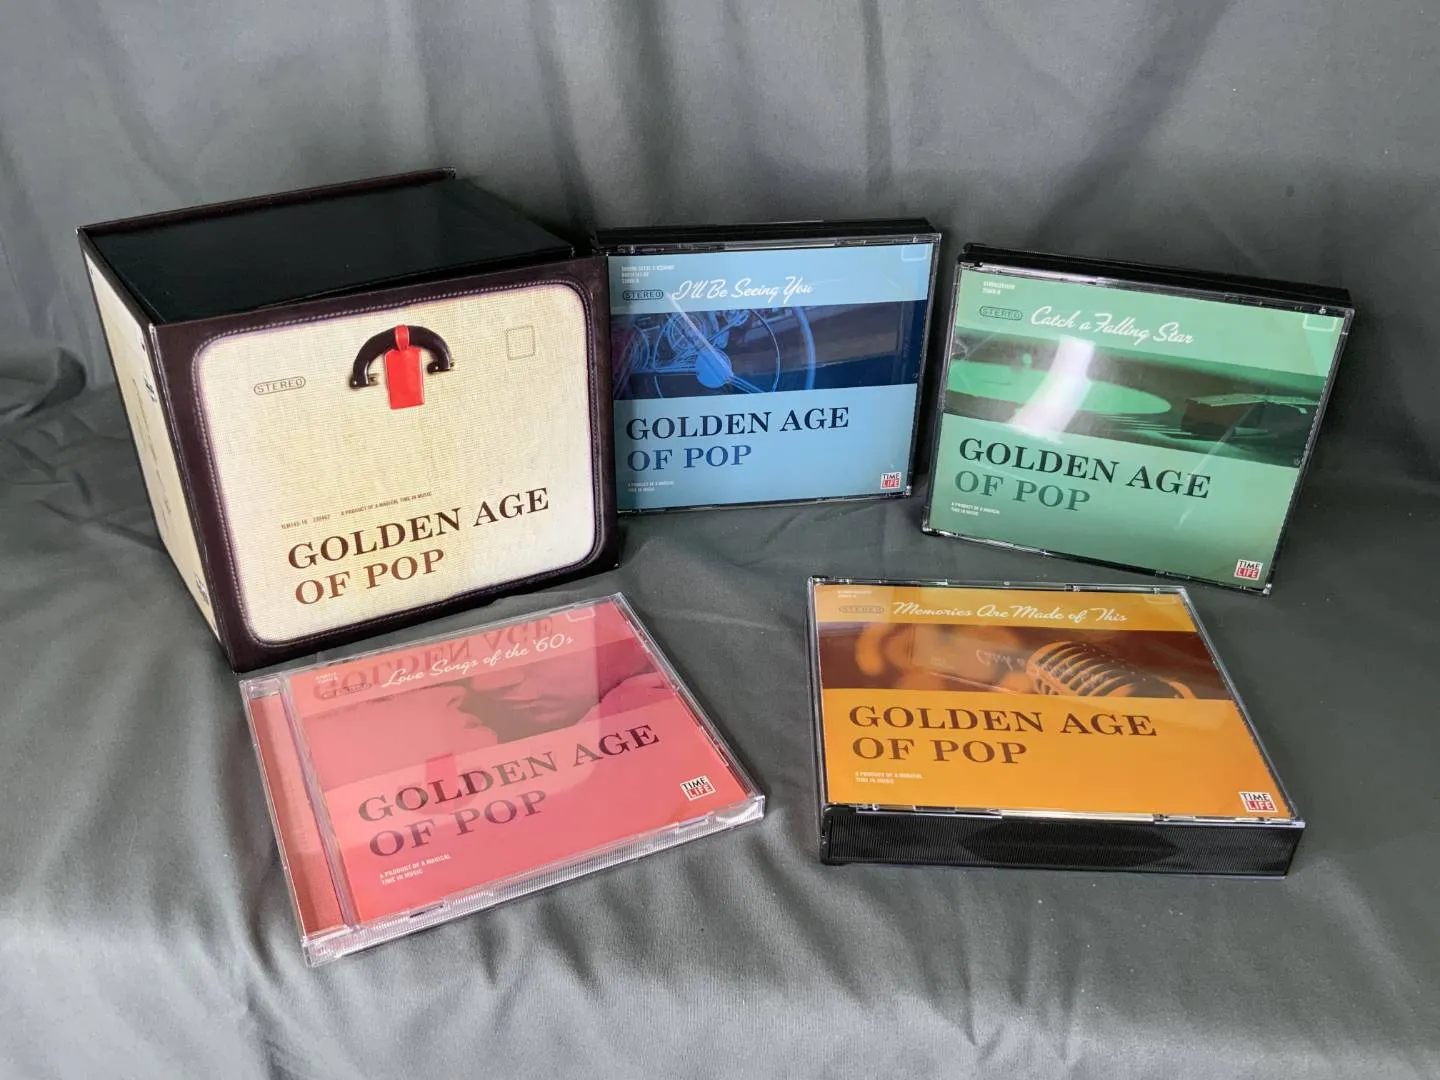 STEREO
A PRODUCT OF A MAGICAL TIME IN MUSIC
GOLDEN AGE
OF POP
STEREO
I'll Be Seeing You
GOLDEN AGE
OF POP
A PRODUCT OF A MAGICAL
TIME IN MUSIC
TIME
LIFE
STEREO
Catch a Falling Star
GOLDEN AGE
OF POP
A PRODUCT OF A MAGICAL
TIME IN MUSIC
TIME
LIFE
STEREO
Love Songs of the '60s
GOLDEN AGE
OF POP
A PRODUCT OF A MAGICAL
TIME IN MUSIC
TIME
LIFE
STEREO
Memories Are Made of This
GOLDEN AGE
OF POP
A PRODUCT OF A MAGICAL
TIME IN MUSIC
TIME
LIFE